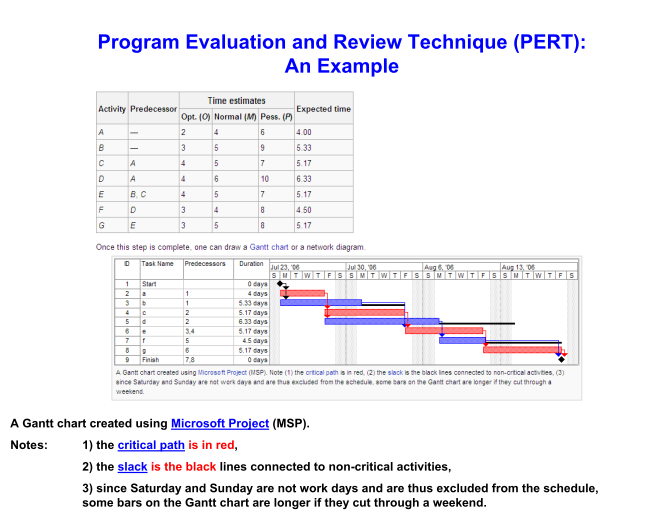 Program Evaluation and Review Technique (PERT):
An Example
Activity Predecessor Time estimates Expected time
Opt. (O) Normal (M) Pess. (P)
A — 2 4 6 4.00
B — 3 5 9 5.33
C A 4 5 7 5.17
D A 4 6 10 6.33
E B, C 4 5 7 5.17
F D 3 4 8 4.50
G E 3 5 8 5.17
Once this step is complete, one can draw a Gantt chart or a network diagram.
ID Task Name Predecessors Duration Jul 23, '06 Jul 30, '06 Aug 6, '06 Aug 13, '06
S M T W T F S S M T W T F S S M T W T F S S M T W T F S
1 Start 0 days
2 a 1 4 days
3 b 1 5.33 days
4 c 2 5.17 days
5 d 2 6.33 days
6 e 3,4 5.17 days
7 f 5 4.5 days
8 g 6 5.17 days
9 Finish 7,8 0 days
A Gantt chart created using Microsoft Project (MSP). Note (1) the critical path is in red, (2) the slack is the black lines connected to non-critical activities, (3)
since Saturday and Sunday are not work days and are thus excluded from the schedule, some bars on the Gantt chart are longer if they cut through a
weekend.
A Gantt chart created using Microsoft Project (MSP).
Notes: 1) the critical path is in red,
2) the slack is the black lines connected to non-critical activities,
3) since Saturday and Sunday are not work days and are thus excluded from the schedule,
some bars on the Gantt chart are longer if they cut through a weekend.